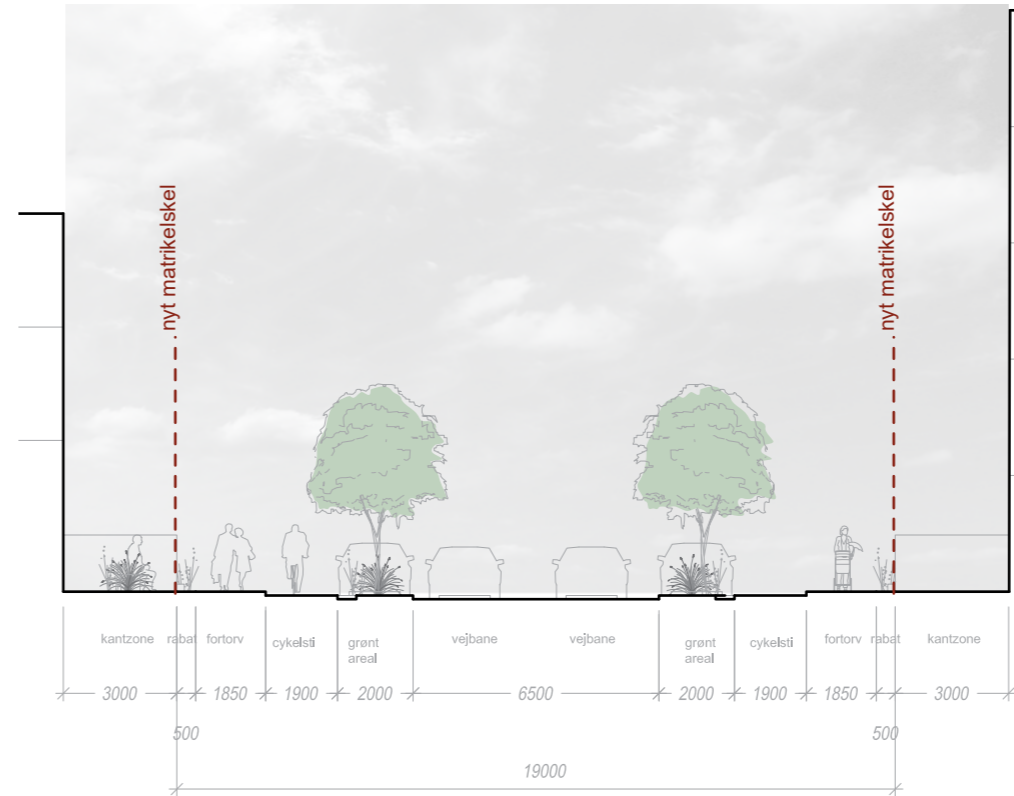 nyt matrikelskel
nyt matrikelskel
kantzone
rabat
fortorv
cykelsti
grønt
areal
vejbane
vejbane
grønt
areal
cykelsti
fortorv
rabat
kantzone
3000
1850
1900
2000
6500
2000
1900
1850
3000
500
500
19000